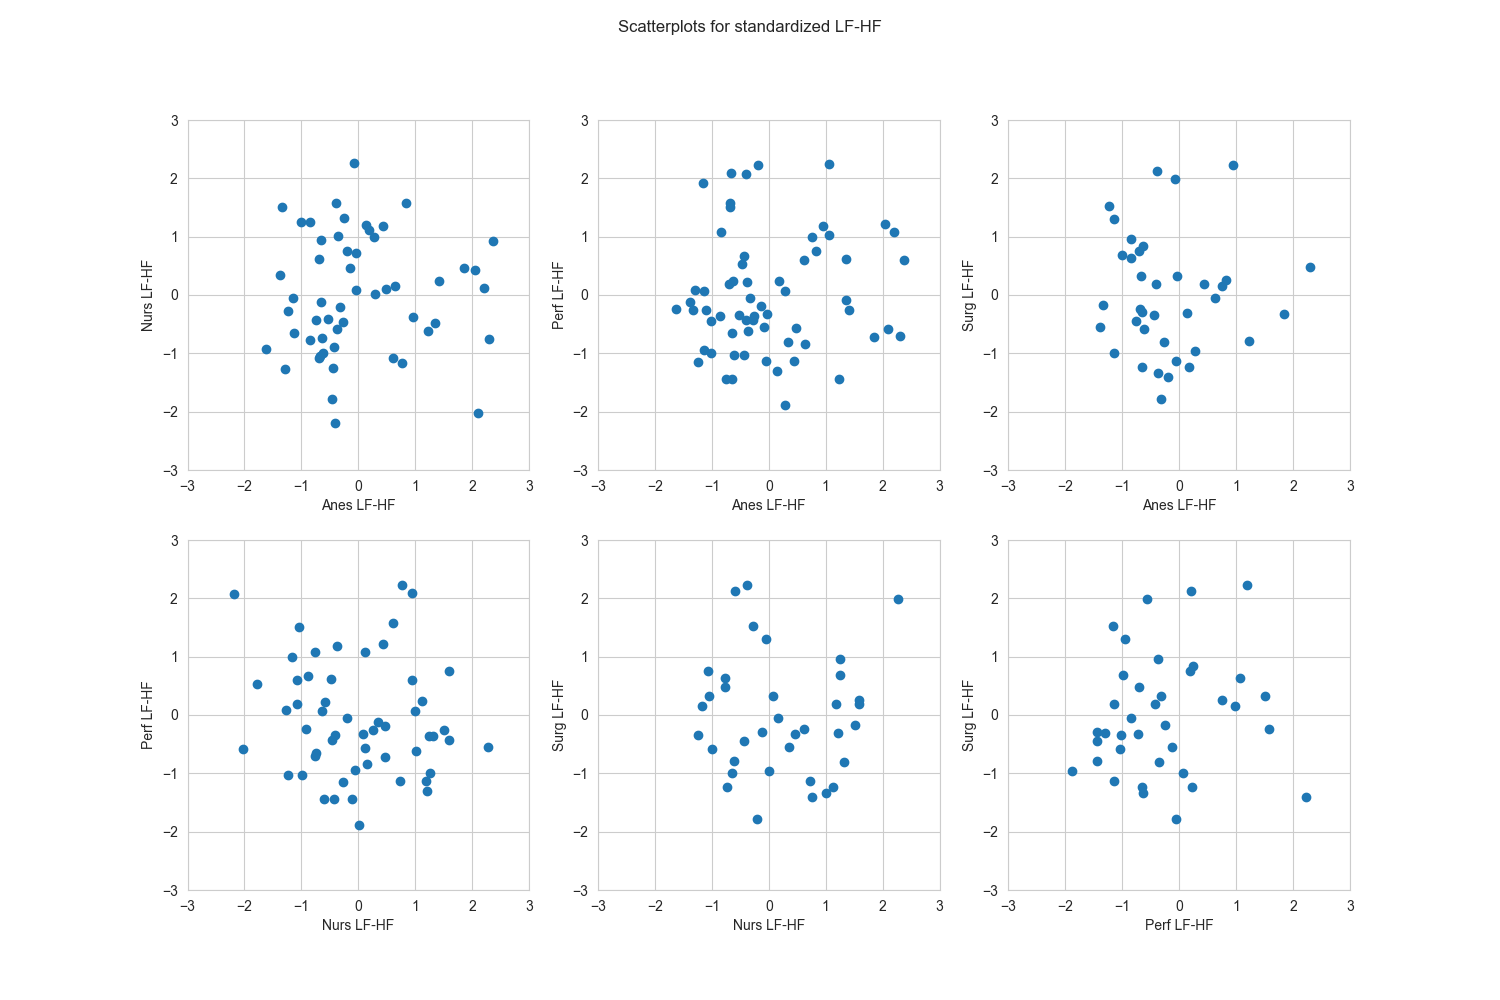 Scatterplots for standardized LF-HF
3
2
1
0
−1
−2
−3
Nurs LF-HF
−3 −2 −1 0 1 2 3
Anes LF-HF
3
2
1
0
−1
−2
−3
Perf LF-HF
−3 −2 −1 0 1 2 3
Anes LF-HF
3
2
1
0
−1
−2
−3
Surg LF-HF
−3 −2 −1 0 1 2 3
Anes LF-HF
3
2
1
0
−1
−2
−3
Perf LF-HF
−3 −2 −1 0 1 2 3
Nurs LF-HF
3
2
1
0
−1
−2
−3
Surg LF-HF
−3 −2 −1 0 1 2 3
Nurs LF-HF
3
2
1
0
−1
−2
−3
Surg LF-HF
−3 −2 −1 0 1 2 3
Perf LF-HF